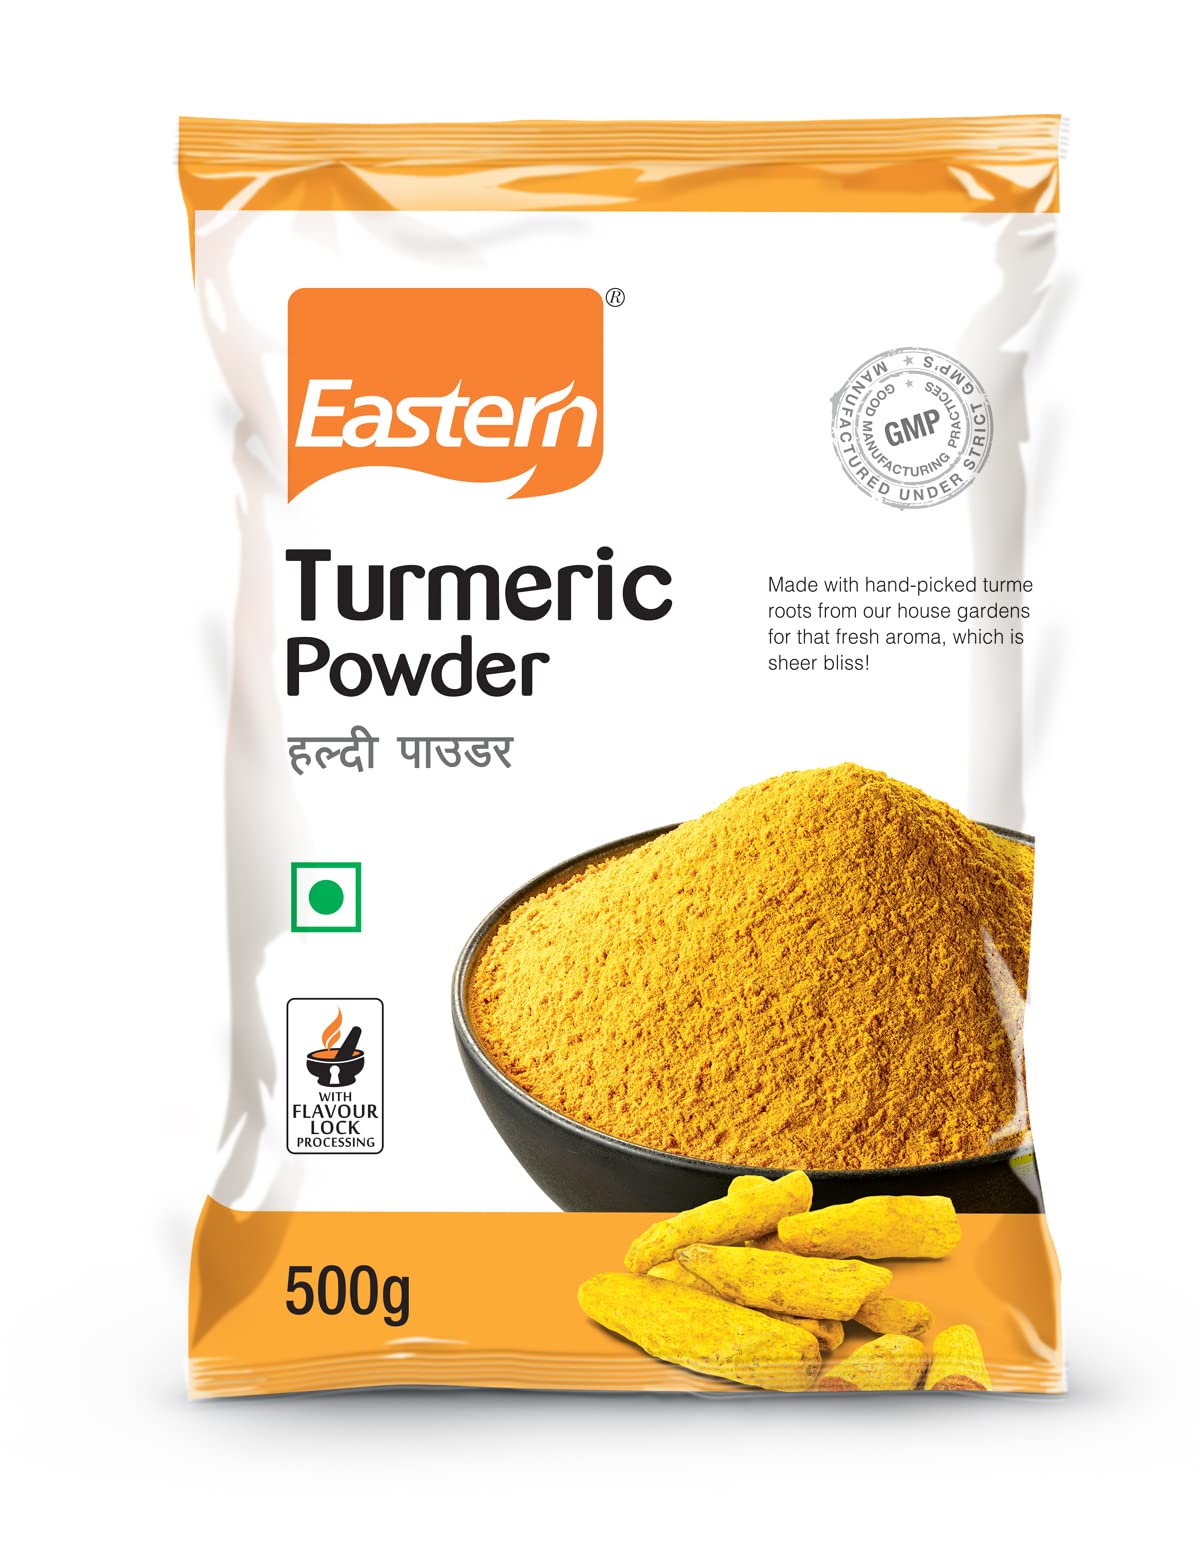 Eastern®
Turmeric
Powder
हल्दी पाउडर
MANUFACTURED UNDER STRICT GMP'S
GOOD MANUFACTURING PRACTICES
GMP
Made with hand-picked turme
roots from our house gardens
for that fresh aroma, which is
sheer bliss!
WITH
FLAVOUR
LOCK
PROCESSING
500g